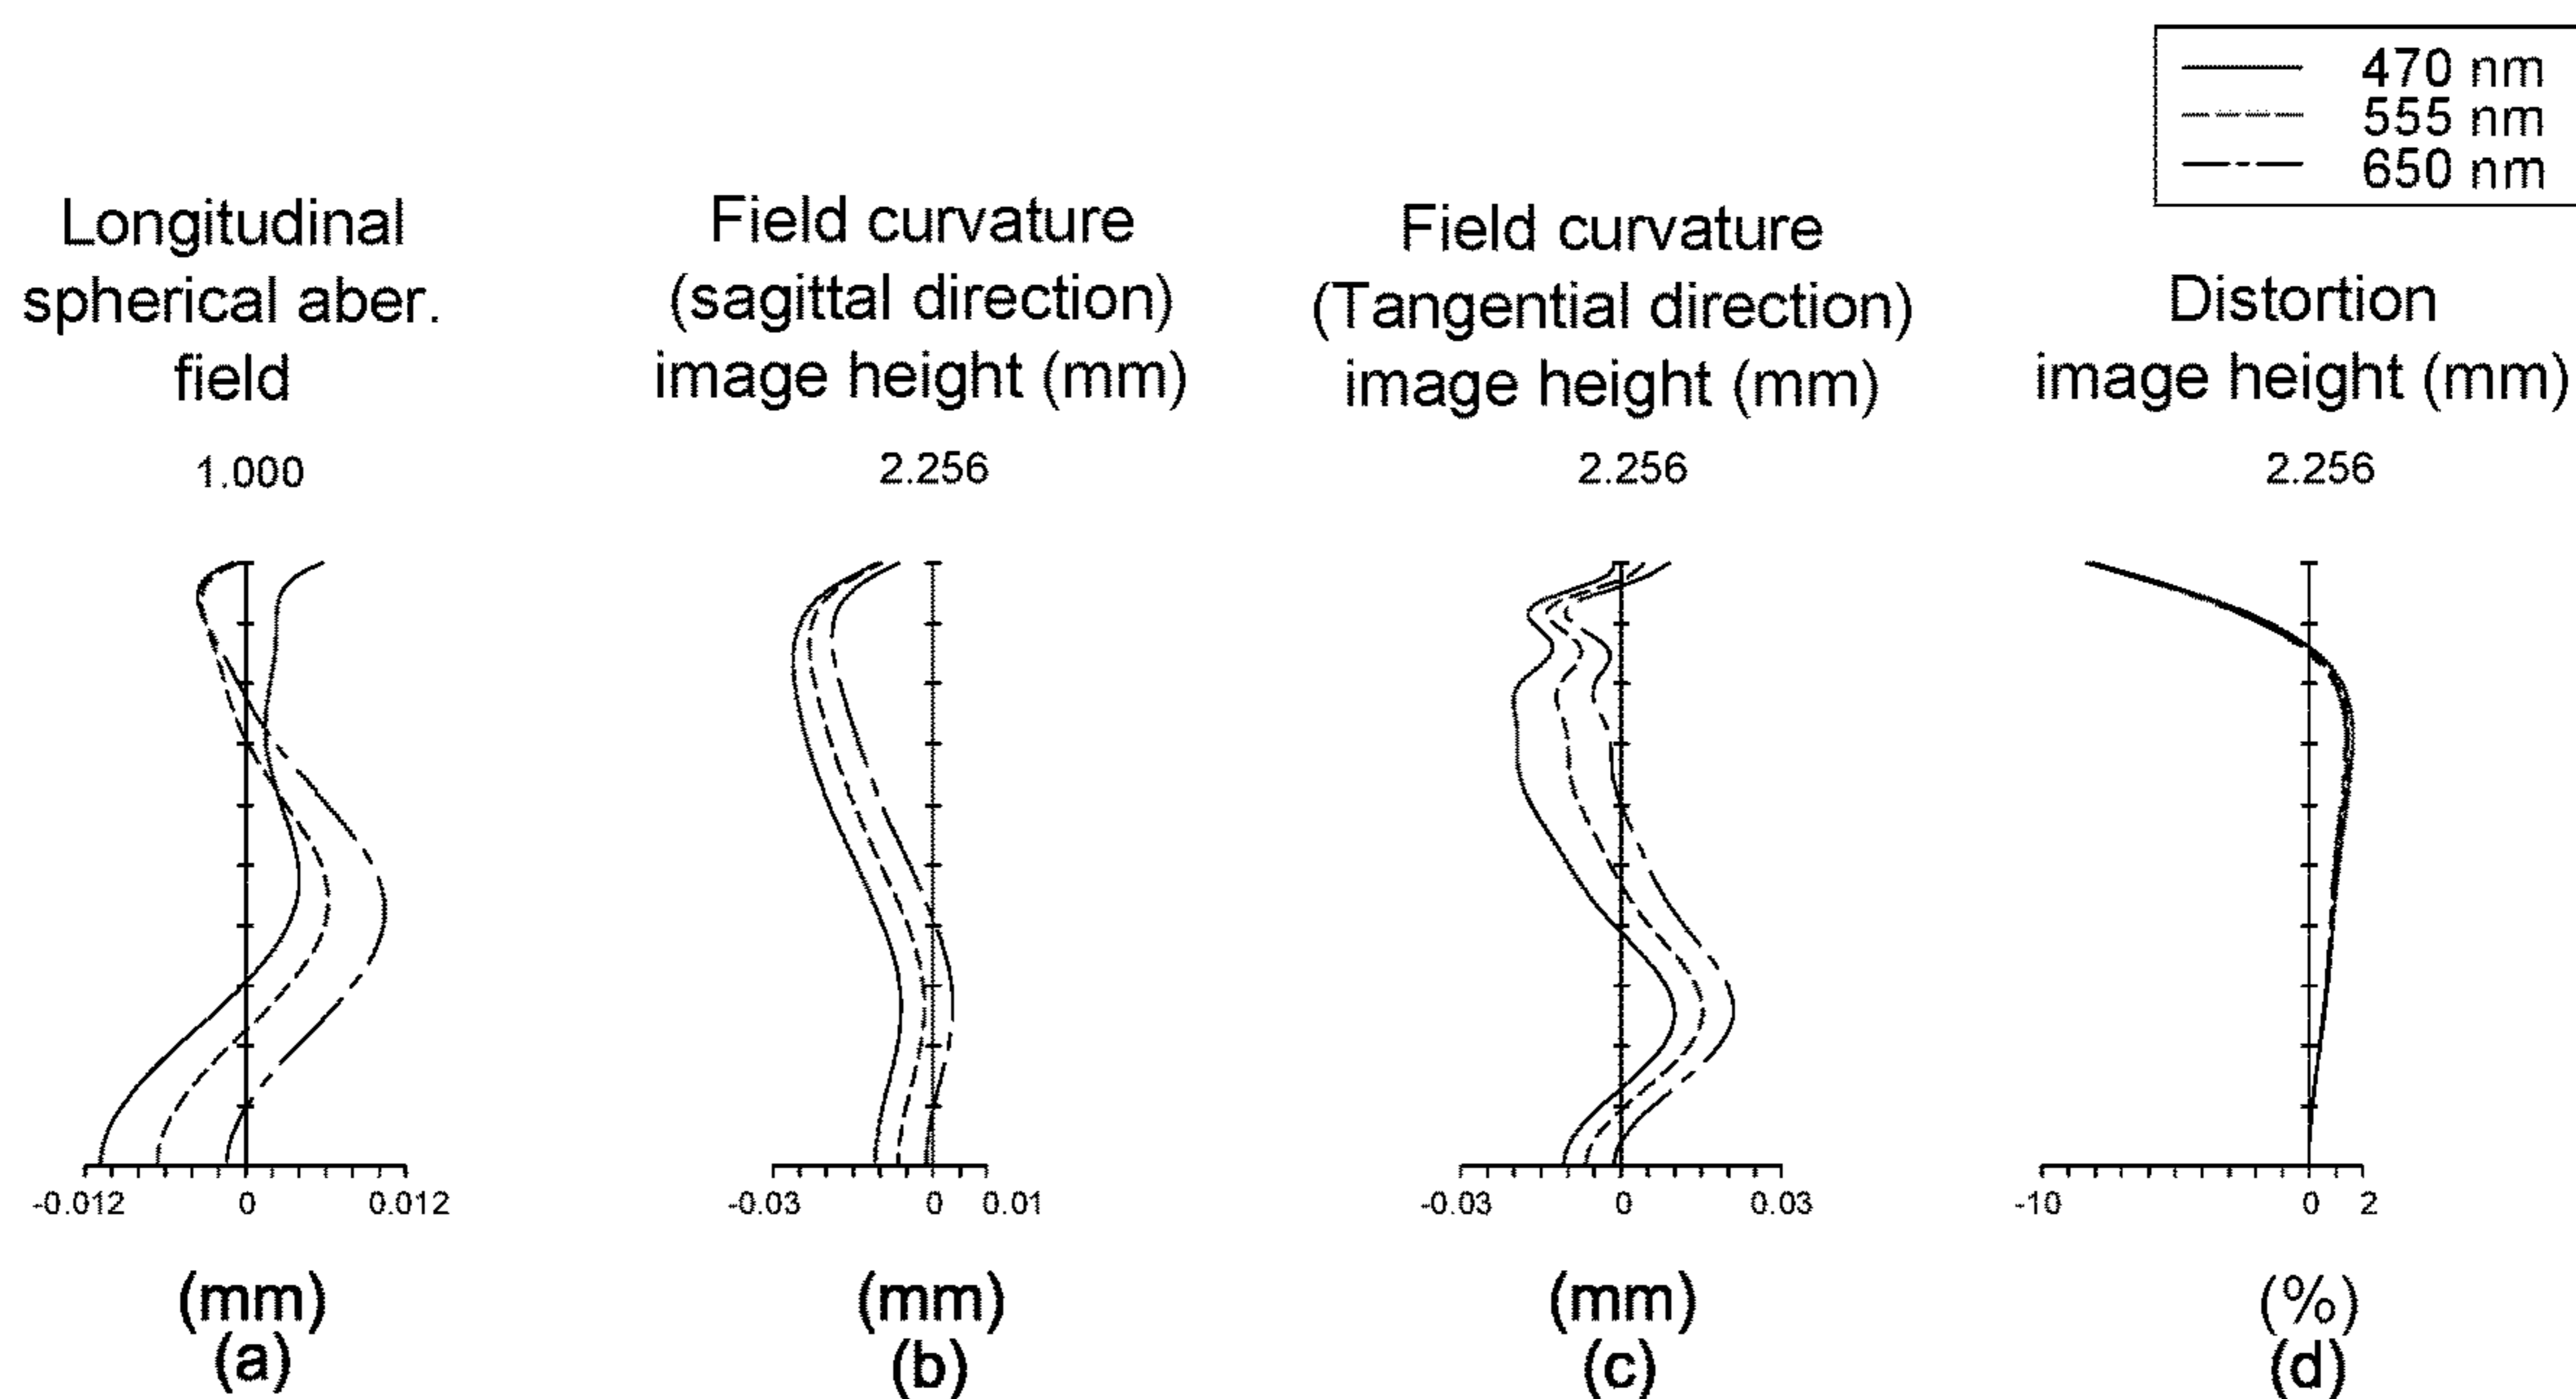 470 nm
555 nm
650 nm
Longitudinal
spherical aber.
field
1.000
-0.012 0 0.012
(mm)
(a)
Field curvature
(sagittal direction)
image height (mm)
2.256
-0.03 0 0.01
(mm)
(b)
Field curvature
(Tangential direction)
image height (mm)
2.256
-0.03 0 0.03
(mm)
(c)
Distortion
image height (mm)
2.256
-10 0 2
(%)
(d)